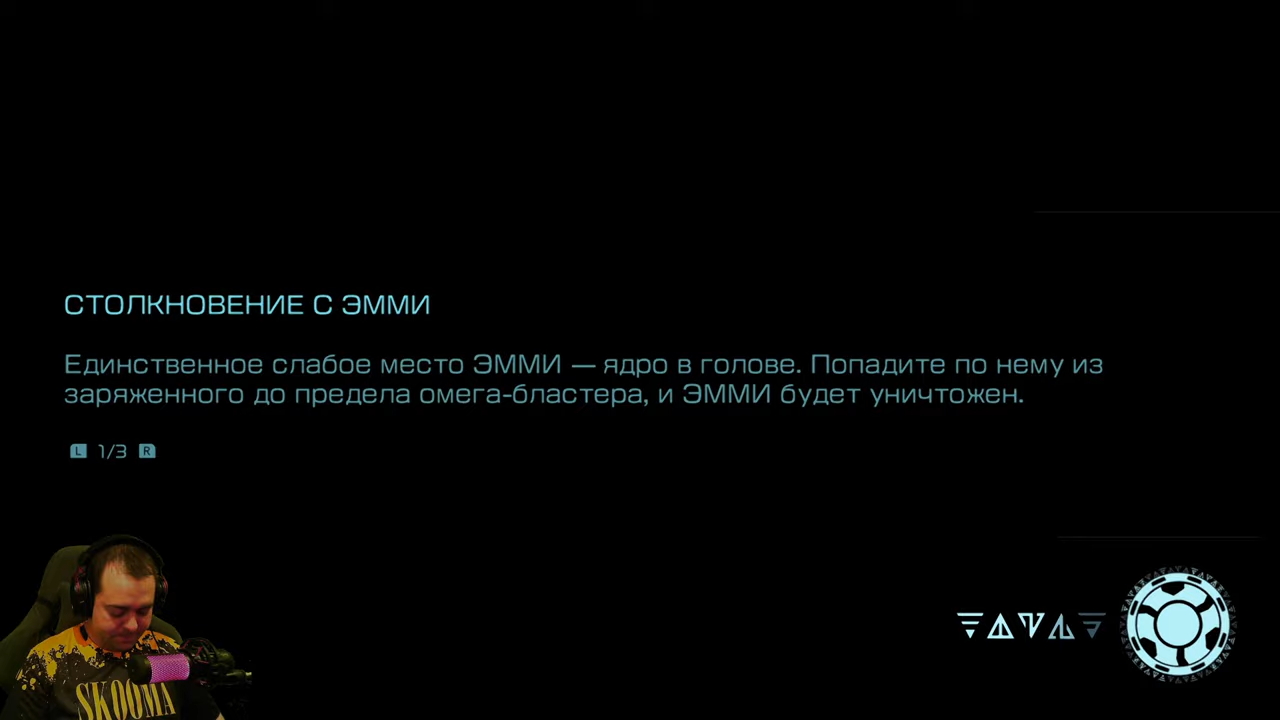 СТОЛКНОВЕНИЕ С ЭММИ
Единственное слабое место ЭММИ — ядро в голове. Попадите по нему из
заряженного до предела омега-бластера, и ЭММИ будет уничтожен.
L 1/3 R
SKOOMA